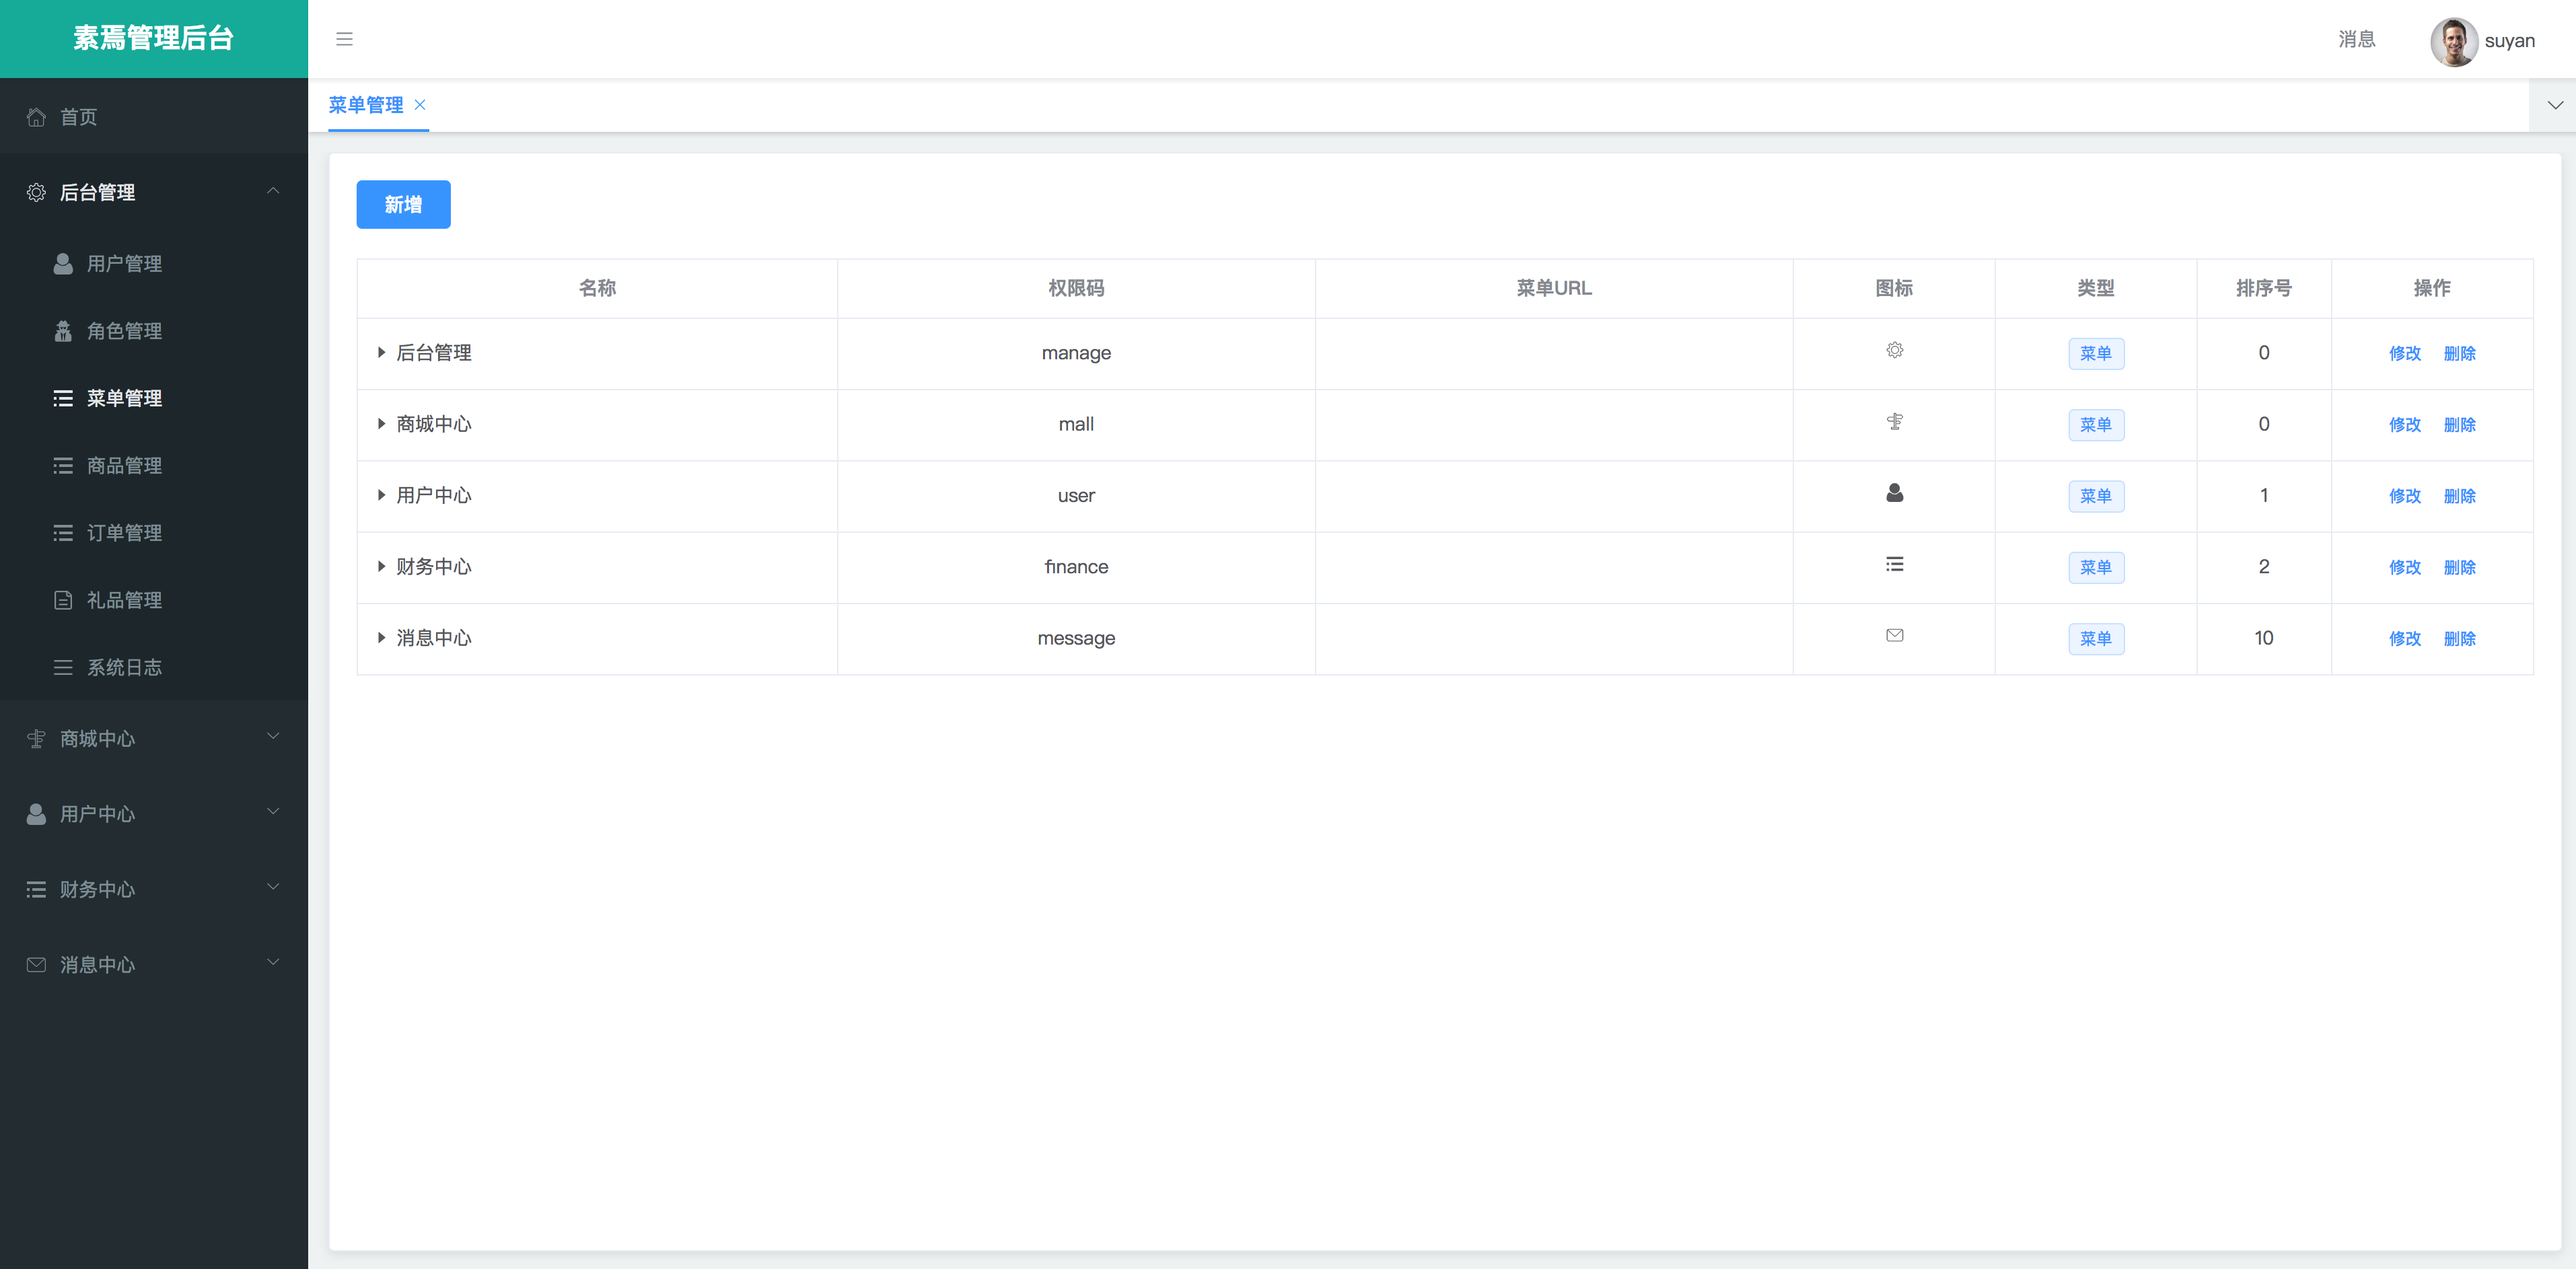 素焉管理后台
消息
suyan
首页
后台管理
用户管理
角色管理
菜单管理
商品管理
订单管理
礼品管理
系统日志
商城中心
用户中心
财务中心
消息中心
菜单管理
新增
名称 权限码 菜单URL 图标 类型 排序号 操作
后台管理 manage 菜单 0 修改 删除
商城中心 mall 菜单 0 修改 删除
用户中心 user 菜单 1 修改 删除
财务中心 finance 菜单 2 修改 删除
消息中心 message 菜单 10 修改 删除